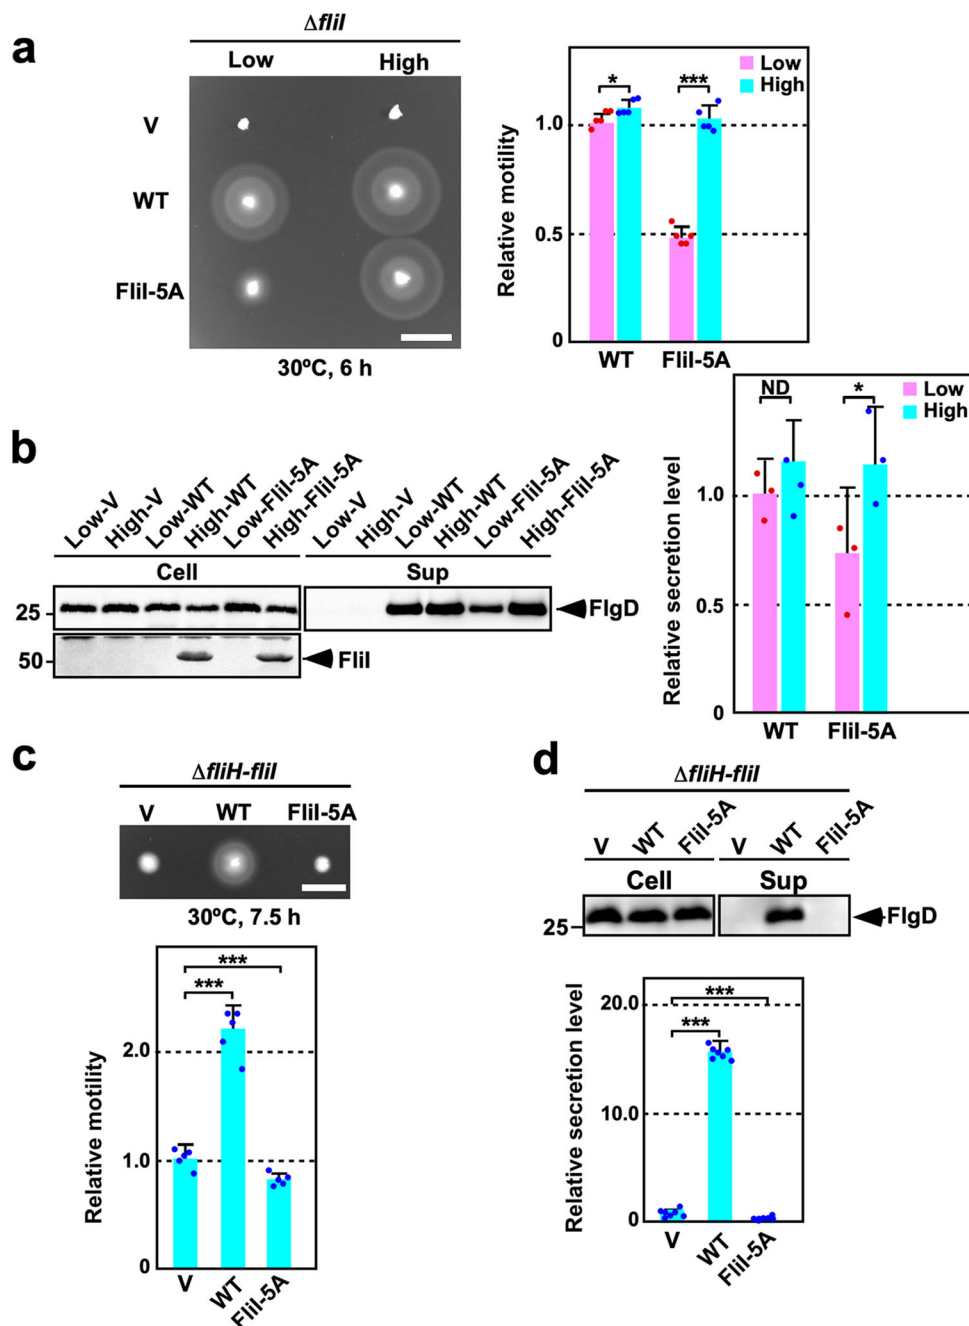 a
ΔfliI
Low High
V
WT
FliI-5A
30ºC, 6 h
Relative motility
Low
High
* ***
1.0
0.5
0
WT FliI-5A
b
Low-V High-V Low-WT High-WT Low-FliI-5A High-FliI-5A Low-V High-V Low-WT High-WT Low-FliI-5A High-FliI-5A
Cell Sup
25 FlgD
50 FliI
Relative secretion level
Low
High
ND *
1.0
0.5
0
WT FliI-5A
c
ΔfliH-fliI
V WT FliI-5A
30ºC, 7.5 h
Relative motility
***
***
2.0
1.0
0
V WT FliI-5A
d
ΔfliH-fliI
V WT FliI-5A V WT FliI-5A
Cell Sup
25 FlgD
Relative secretion level
***
***
20.0
10.0
0
V WT FliI-5A